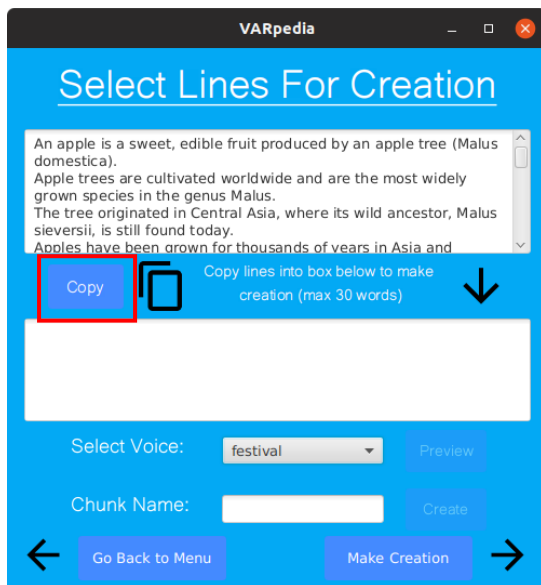 VARpedia
Select Lines For Creation
An apple is a sweet, edible fruit produced by an apple tree (Malus
domestica).
Apple trees are cultivated worldwide and are the most widely
grown species in the genus Malus.
The tree originated in Central Asia, where its wild ancestor, Malus
sieversii, is still found today.
Apples have been grown for thousands of years in Asia and
Copy
Copy lines into box below to make
creation (max 30 words)
Select Voice:
festival
Preview
Chunk Name:
Create
Go Back to Menu
Make Creation